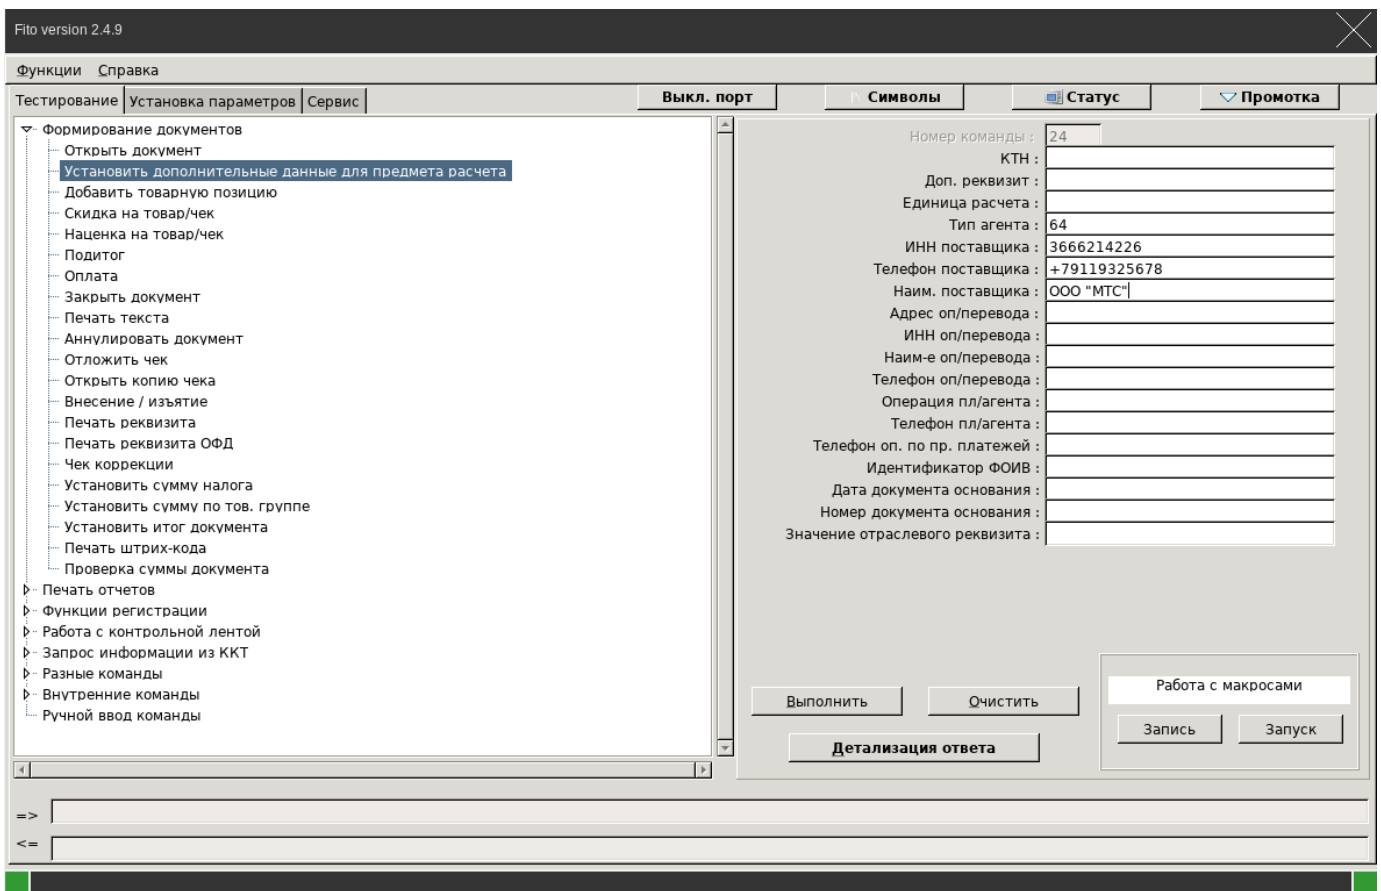 Fito version 2.4.9
Функции Справка
Тестирование Установка параметров Сервис
Выкл. порт Символы Статус Промотка
Формирование документов
Открыть документ
Установить дополнительные данные для предмета расчета
Добавить товарную позицию
Скидка на товар/чек
Наценка на товар/чек
Подитог
Оплата
Закрыть документ
Печать текста
Аннулировать документ
Отложить чек
Открыть копию чека
Внесение / изъятие
Печать реквизита
Печать реквизита ОФД
Чек коррекции
Установить сумму налога
Установить сумму по тов. группе
Установить итог документа
Печать штрих-кода
Проверка суммы документа
Печать отчетов
Функции регистрации
Работа с контрольной лентой
Запрос информации из ККТ
Разные команды
Внутренние команды
Ручной ввод команды
Номер команды : 24
КТН :
Доп. реквизит :
Единица расчета :
Тип агента : 64
ИНН поставщика : 3666214226
Телефон поставщика : +79119325678
Наим. поставщика : ООО "МТС"
Адрес оп/перевода :
ИНН оп/перевода :
Наим-е оп/перевода :
Телефон оп/перевода :
Операция пл/агента :
Телефон пл/агента :
Телефон оп. по пр. платежей :
Идентификатор ФОИВ :
Дата документа основания :
Номер документа основания :
Значение отраслевого реквизита :
Выполнить Очистить
Детализация ответа
Работа с макросами
Запись Запуск
=>
<=